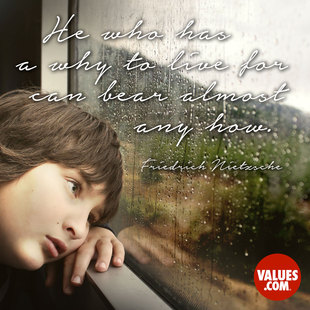 He who has
a why to live for
can bear almost
any how.
Friedrich Nietzsche
VALUES
.COM